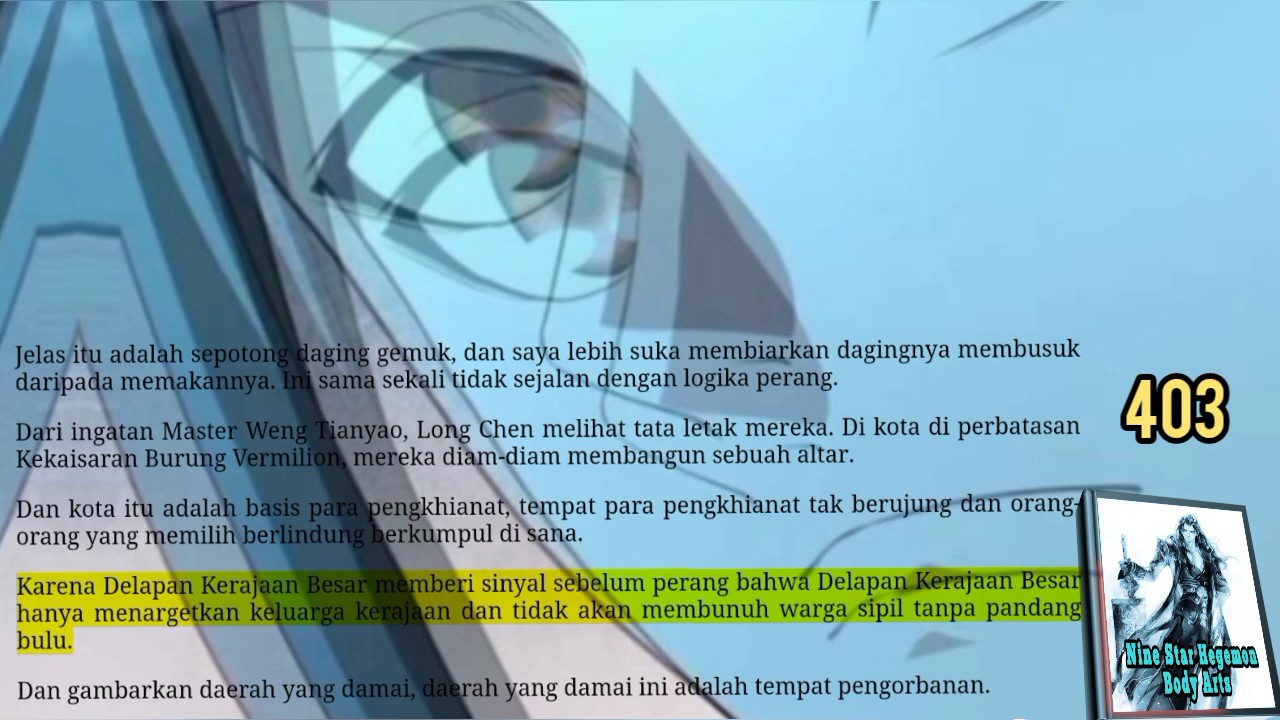 Jelas itu adalah sepotong daging gemuk, dan saya lebih suka membiarkan dagingnya membusuk
daripada memakannya. Ini sama sekali tidak sejalan dengan logika perang.
Dari ingatan Master Weng Tianyao, Long Chen melihat tata letak mereka. Di kota di perbatasan
Kekaisaran Burung Vermilion, mereka diam-diam membangun sebuah altar.
Dan kota itu adalah basis para pengkhianat, tempat para pengkhianat tak berujung dan orang-
orang yang memilih berlindung berkumpul di sana.
Karena Delapan Kerajaan Besar memberi sinyal sebelum perang bahwa Delapan Kerajaan Besar
hanya menargetkan keluarga kerajaan dan tidak akan membunuh warga sipil tanpa pandang
bulu.
Dan gambarkan daerah yang damai, daerah yang damai ini adalah tempat pengorbanan.
403
Nine Star Hegemon
Body Arts